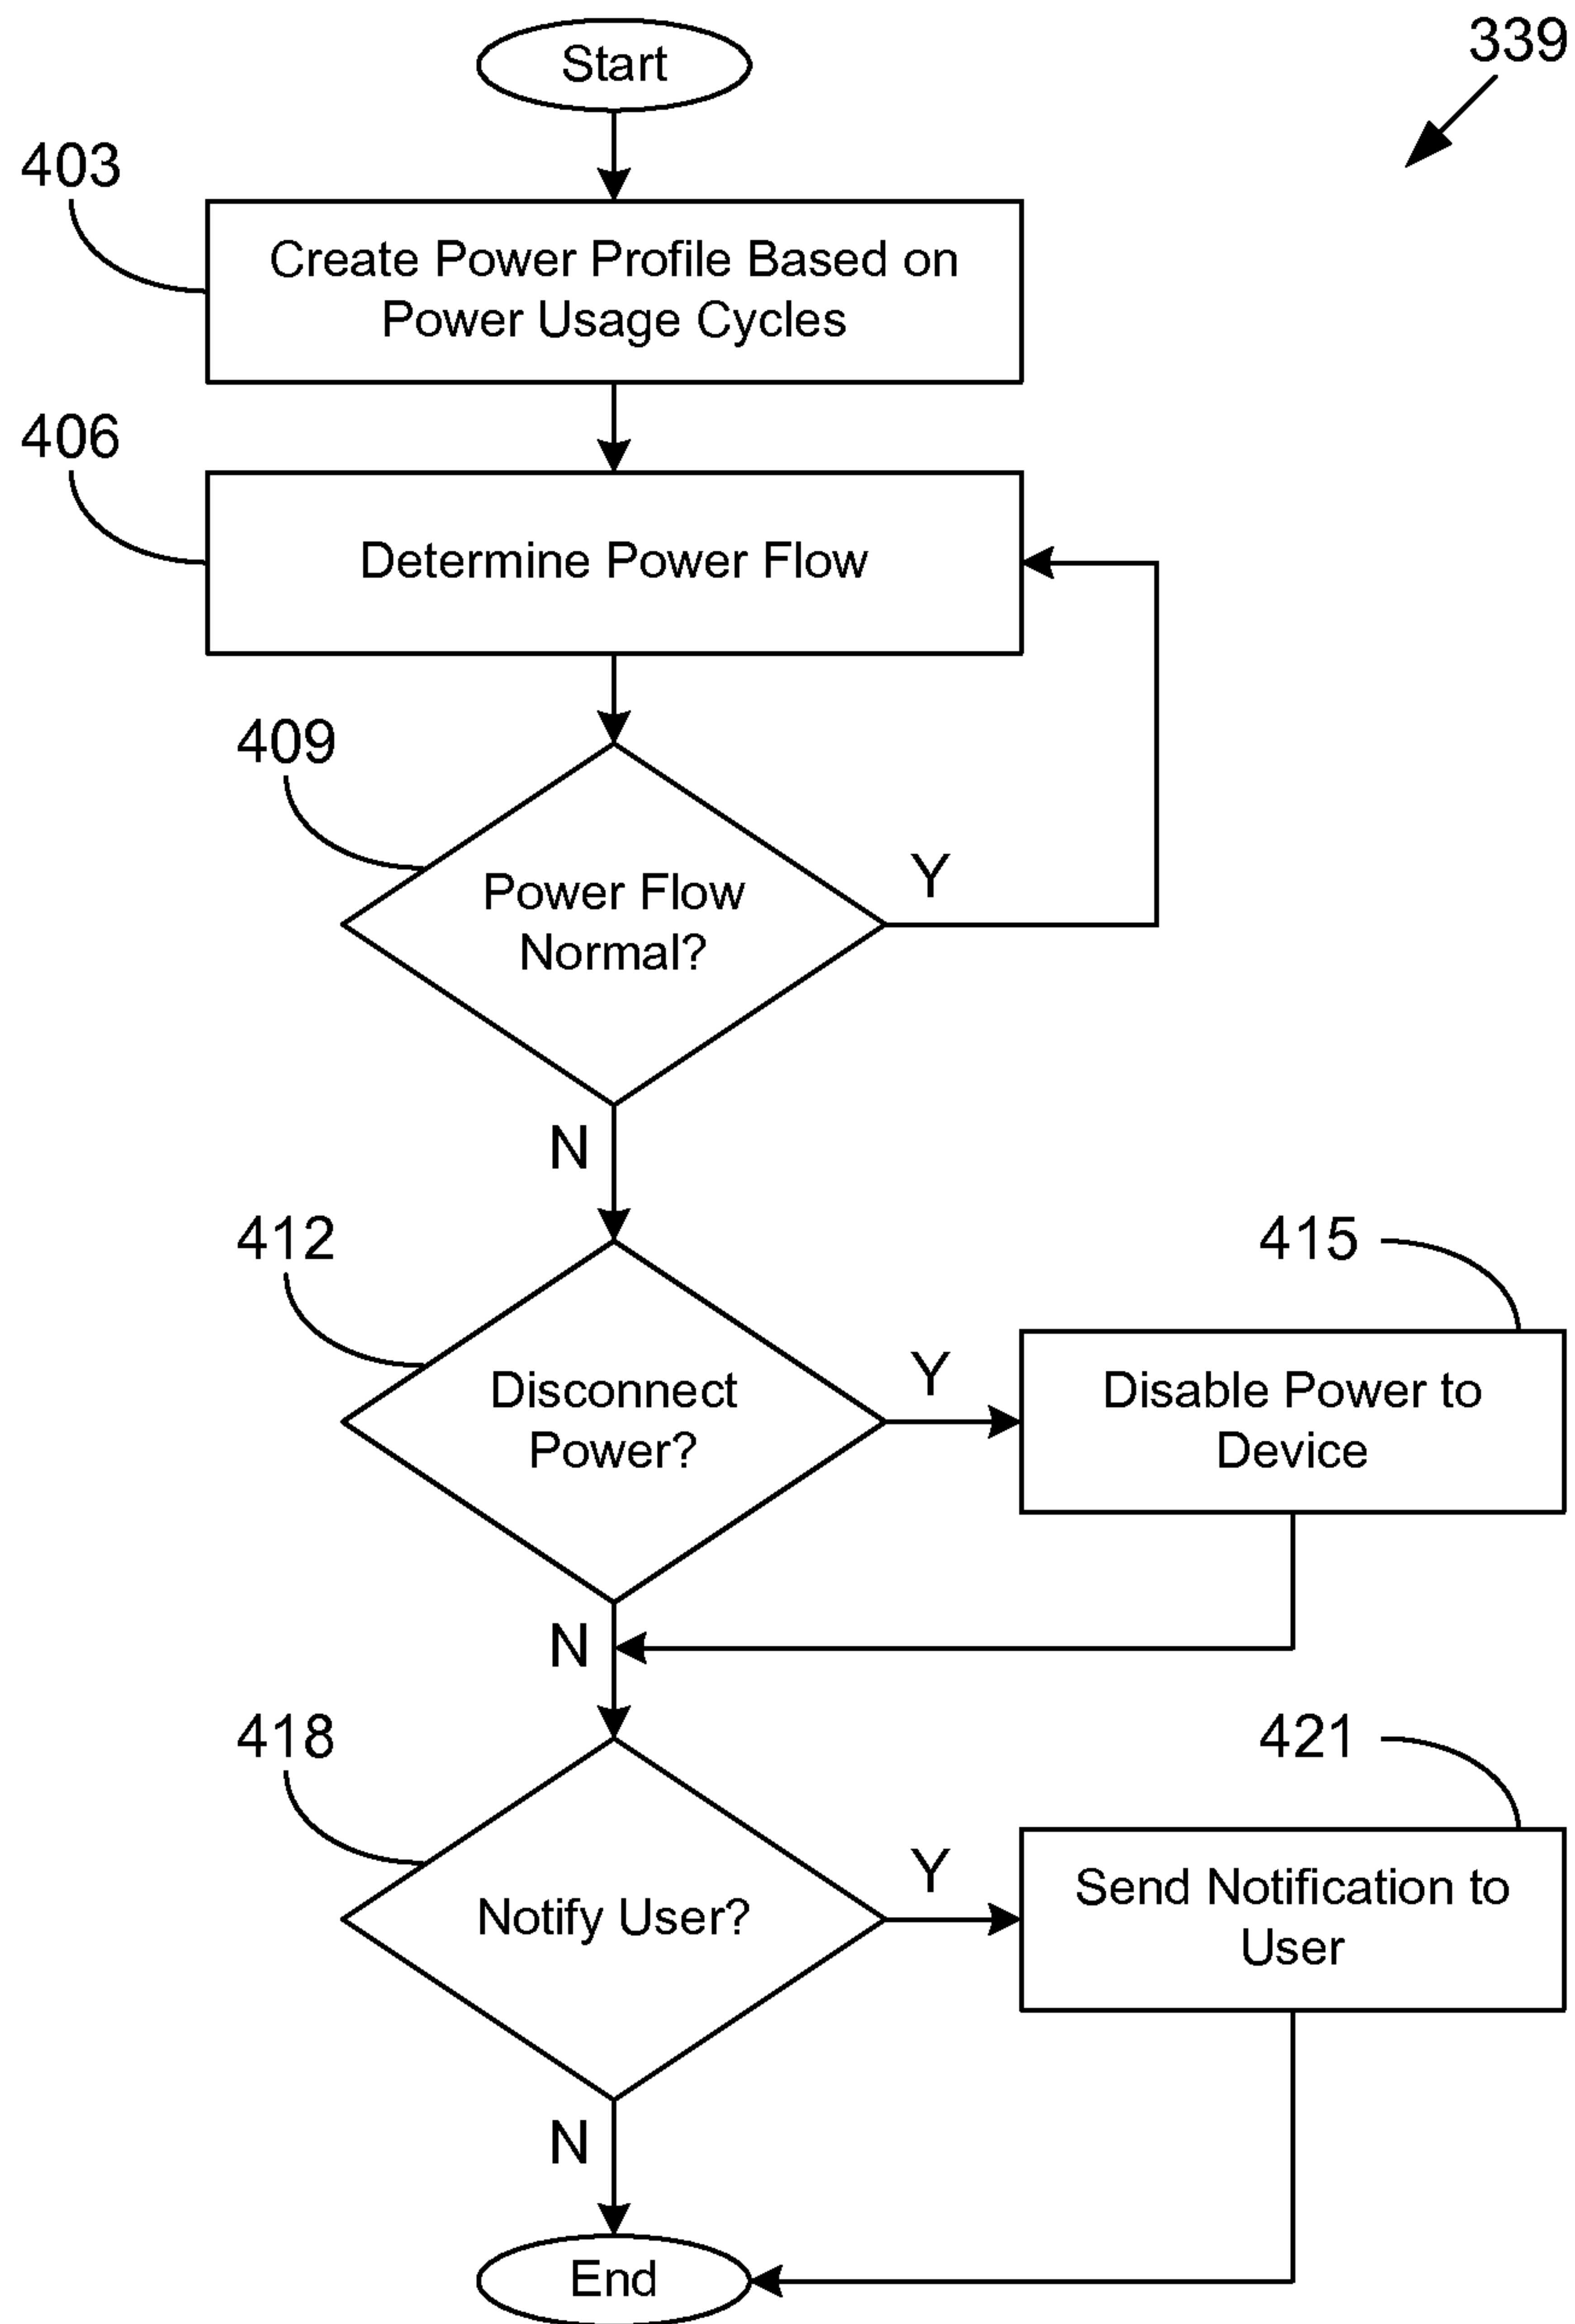 Start
339
403
Create Power Profile Based on
Power Usage Cycles
406
Determine Power Flow
409
Power Flow
Normal?
Y
N
412
Disconnect
Power?
Y
415
Disable Power to
Device
N
418
Notify User?
Y
421
Send Notification to
User
N
End